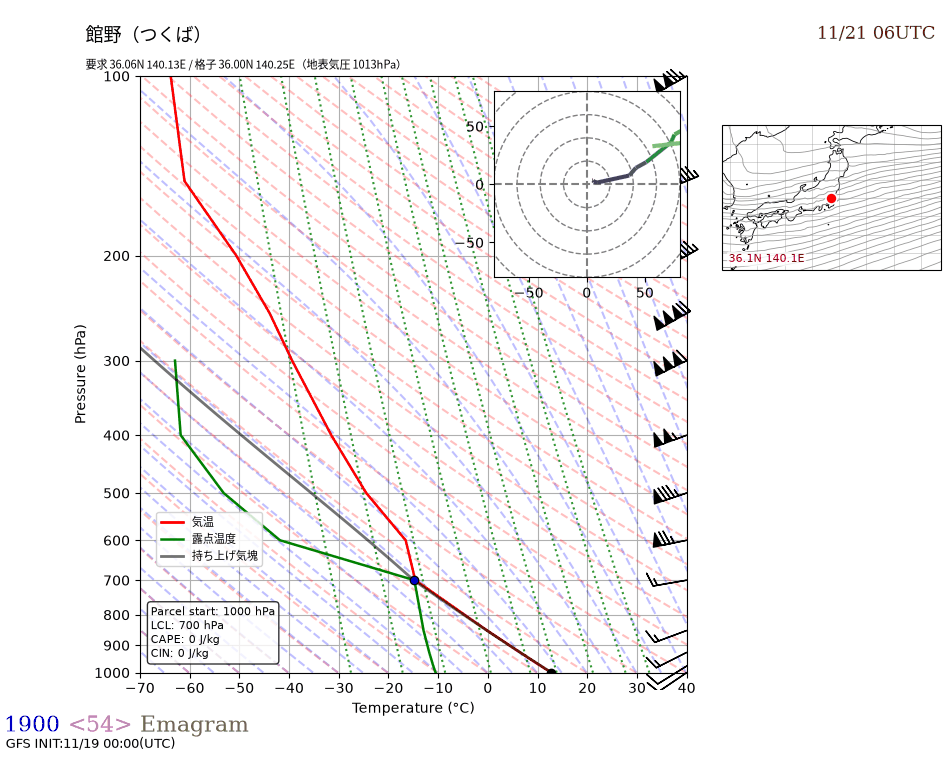 館野（つくば）
11/21 06UTC
要求 36.06N 140.13E / 格子 36.00N 140.25E（地表気圧 1013hPa）
100
200
300
400
500
600
700
800
900
1000
Pressure (hPa)
50
0
−50
−50 0 50
36.1N 140.1E
気温
露点温度
持ち上げ気塊
Parcel start: 1000 hPa
LCL: 700 hPa
CAPE: 0 J/kg
CIN: 0 J/kg
−70 −60 −50 −40 −30 −20 −10 0 10 20 30 40
Temperature (°C)
1900 <54> Emagram
GFS INIT:11/19 00:00(UTC)